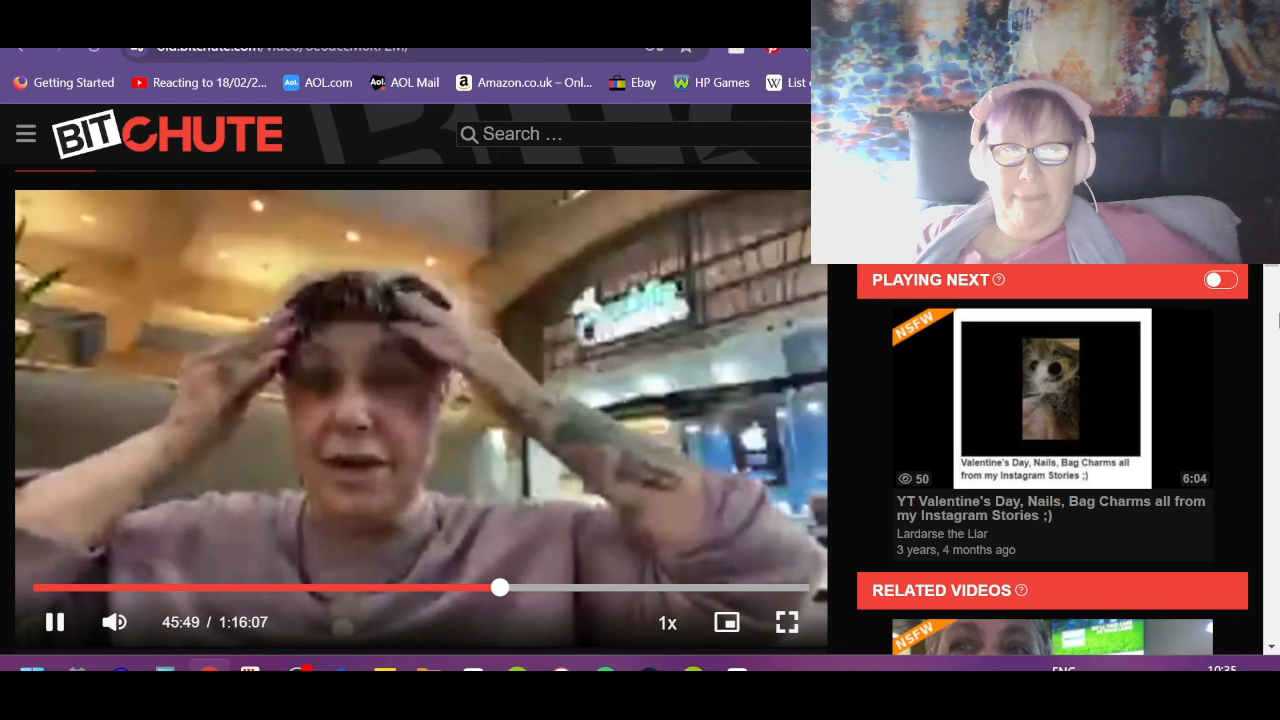 Getting Started
Reacting to 18/02/2...
AOL.com
AOL Mail
Amazon.co.uk – Onl...
Ebay
HP Games
List
BITCHUTE
Search ...
PLAYING NEXT
NSFW
Valentine's Day, Nails, Bag Charms all
from my Instagram Stories ;)
50
6:04
YT Valentine's Day, Nails, Bag Charms all from
my Instagram Stories ;)
Lardarse the Liar
3 years, 4 months ago
RELATED VIDEOS
NSFW
45:49 / 1:16:07
1x